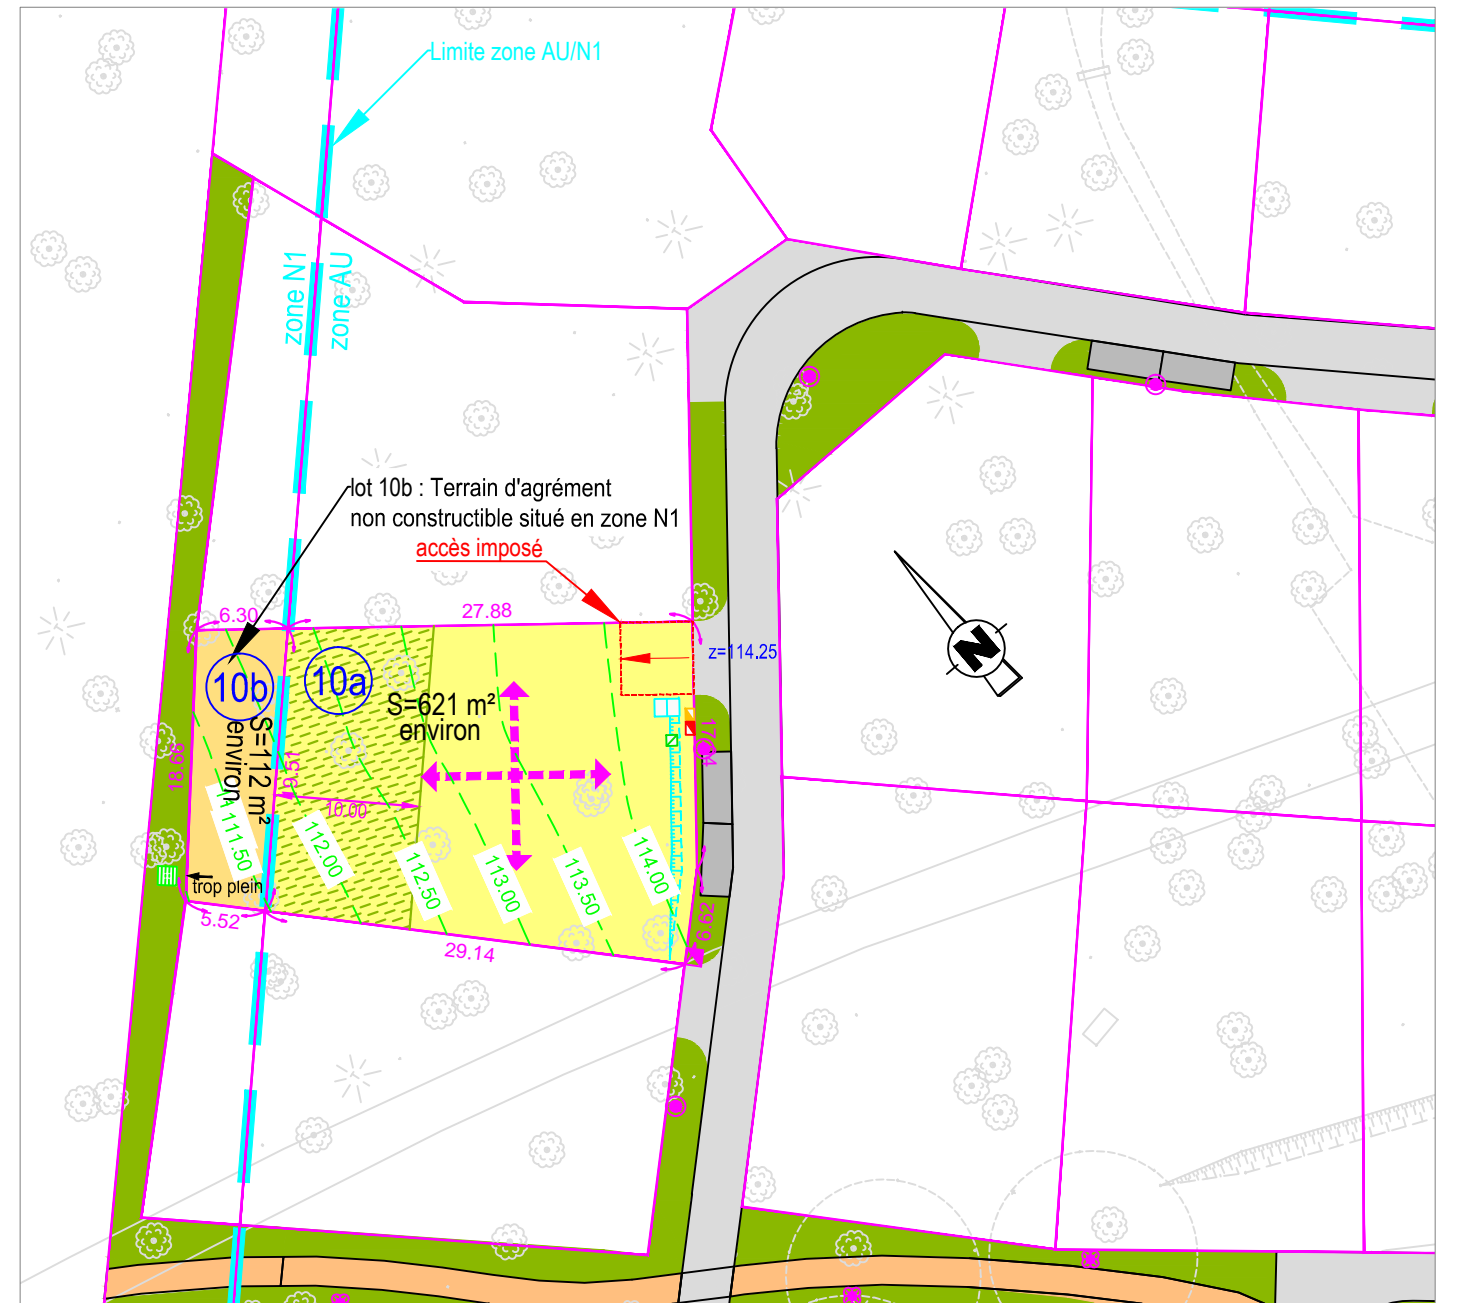 Limite zone AU/N1
zone N1
zone AU
lot 10b : Terrain d'agrément
non constructible situé en zone N1
accès imposé
6.30
27.88
z=114.25
10b
10a
S=621 m²
environ
S=112 m²
environ
18.66
10.00
111.50
112.00
112.50
113.00
113.50
114.00
trop plein
5.52
29.14
6.62
N